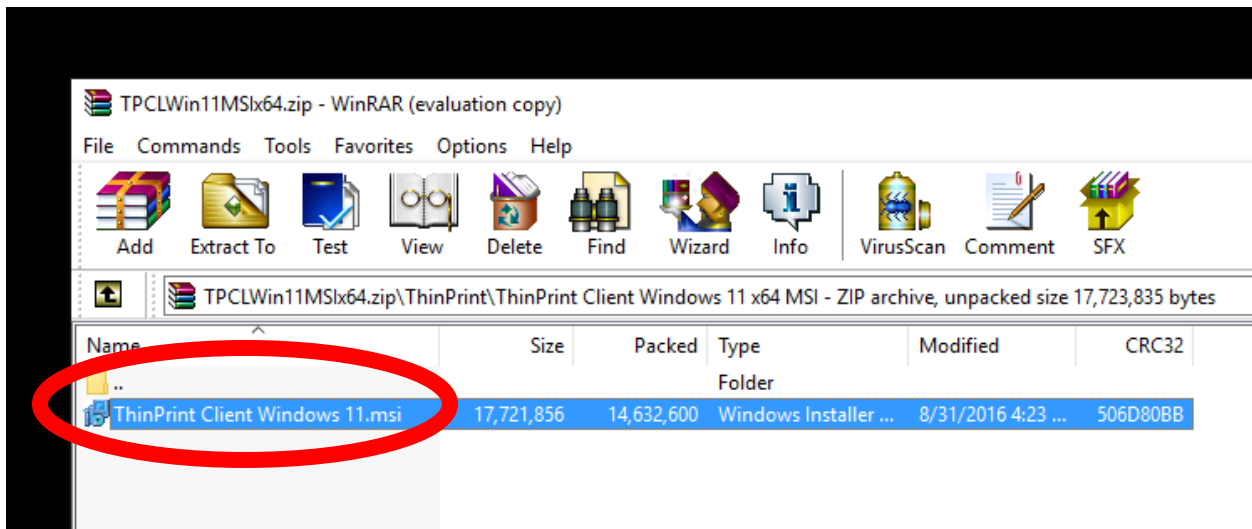 TPCLWin11MSIx64.zip - WinRAR (evaluation copy)
File Commands Tools Favorites Options Help
Add Extract To Test View Delete Find Wizard Info VirusScan Comment SFX
TPCLWin11MSIx64.zip\ThinPrint\ThinPrint Client Windows 11 x64 MSI - ZIP archive, unpacked size 17,723,835 bytes
Name Size Packed Type Modified CRC32
.. Folder
ThinPrint Client Windows 11.msi 17,721,856 14,632,600 Windows Installer ... 8/31/2016 4:23 ... 506D80BB